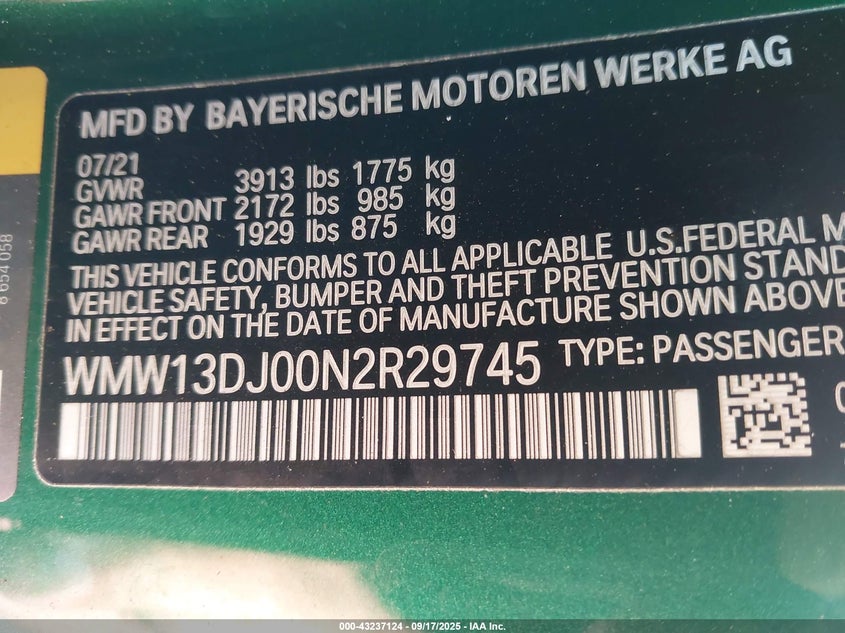 MFD BY BAYERISCHE MOTOREN WERKE AG
07/21
GVWR 3913 lbs 1775 kg
GAWR FRONT 2172 lbs 985 kg
GAWR REAR 1929 lbs 875 kg
THIS VEHICLE CONFORMS TO ALL APPLICABLE U.S.FEDERAL M
VEHICLE SAFETY, BUMPER AND THEFT PREVENTION STAND
IN EFFECT ON THE DATE OF MANUFACTURE SHOWN ABOVE
WMW13DJ00N2R29745 TYPE: PASSENGER
8 654 058
000-43237124 | 09/17/2025 - IAA Inc.